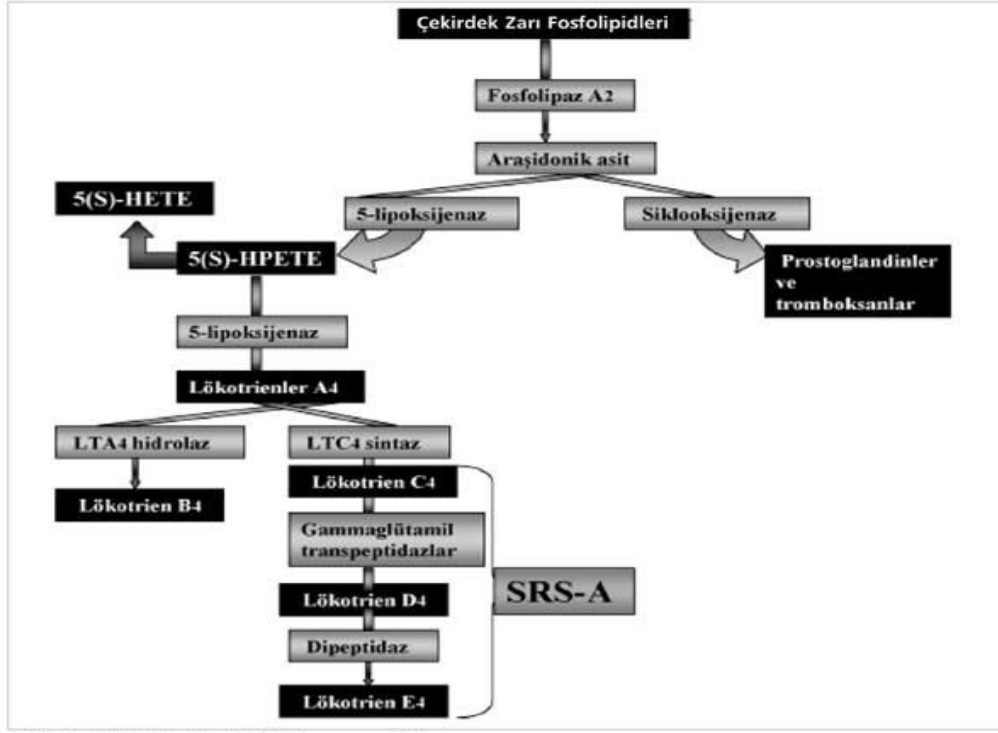 Çekirdek Zarı Fosfolipidleri
Fosfolipaz A2
Araşidonik asit
5(S)-HETE
5-lipoksijenaz
Siklooksijenaz
5(S)-HPETE
Prostoglandinler
ve
tromboksanlar
5-lipoksijenaz
Lökotrienler A4
LTA4 hidrolaz
LTC4 sintaz
Lökotrien C4
Lökotrien B4
Gammaglütamil
transpeptidazlar
SRS-A
Lökotrien D4
Dipeptidaz
Lökotrien E4